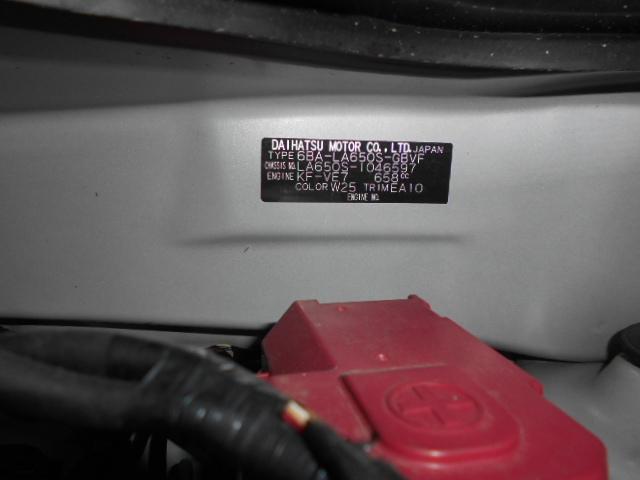 DAIHATSU MOTOR CO., LTD. JAPAN
TYPE 6BA-LA650S-GBVF
CHASSIS NO. LA650S-1046597
ENGINE KF-VE7 658cc
COLOR W25 TRIM EA10
ENGINE NO.